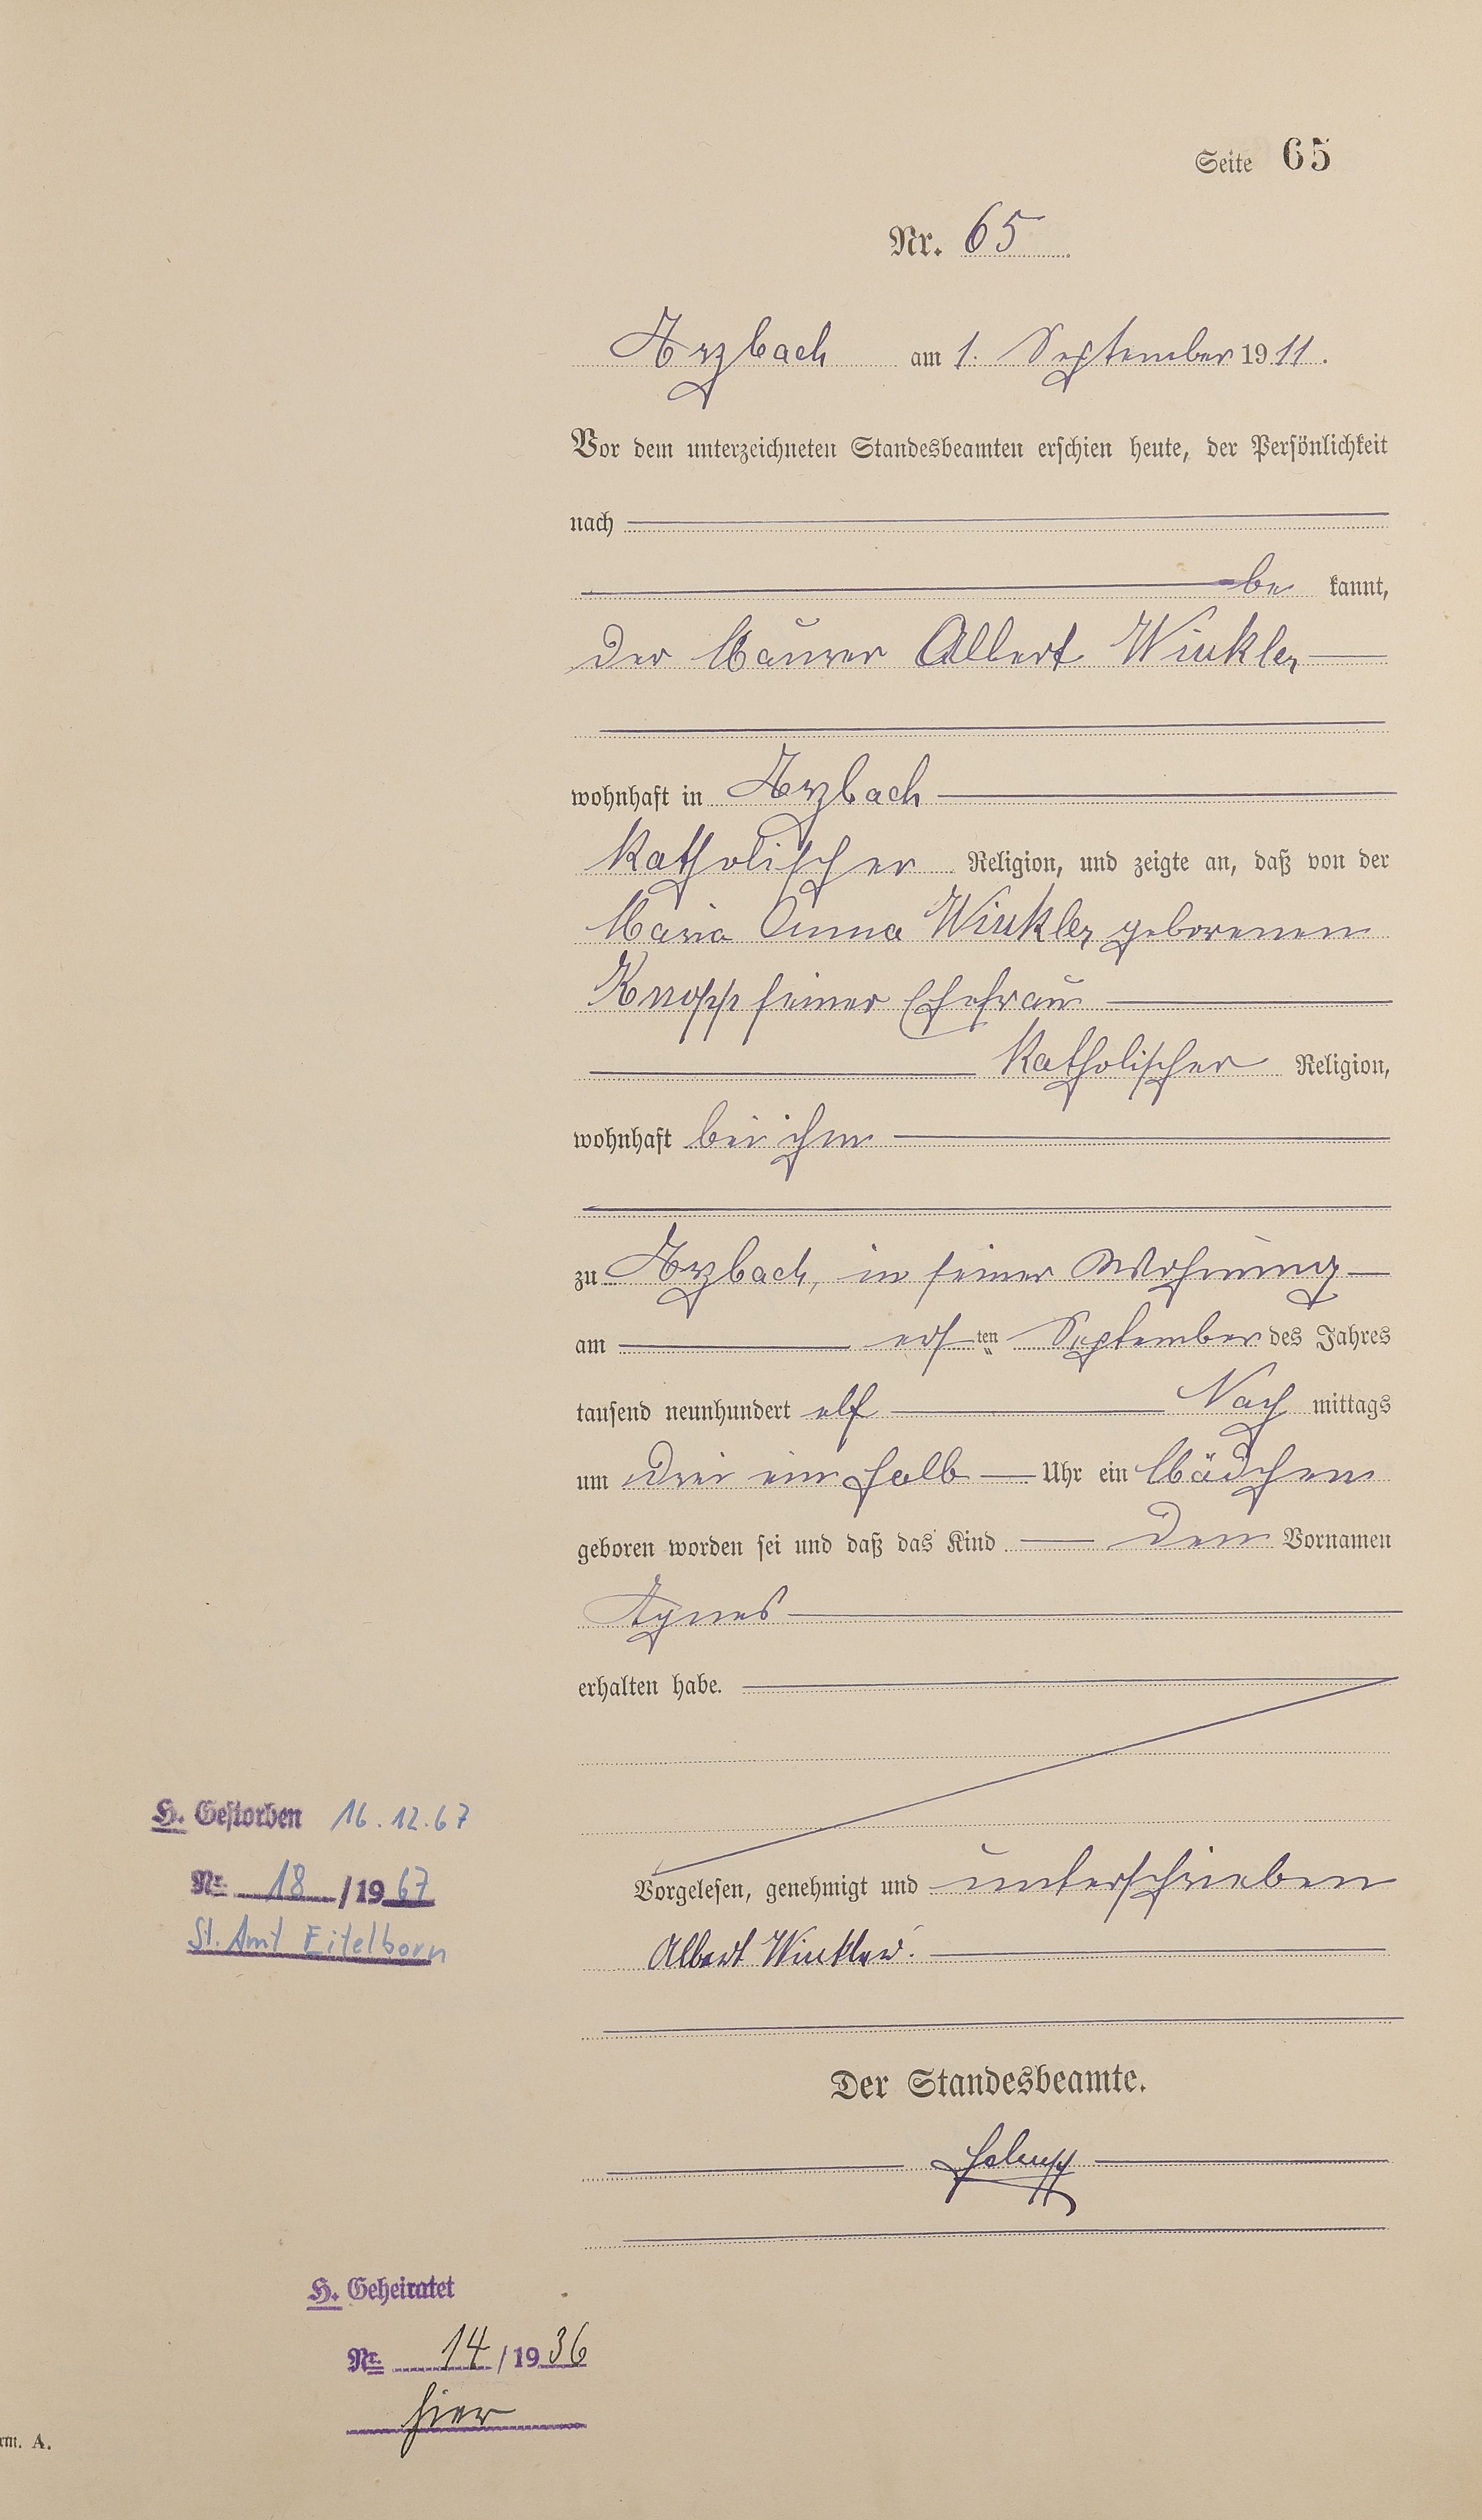 Seite 65
Nr. 65
Arzbach am 1. September 1911.
Vor dem unterzeichneten Standesbeamten erschien heute, der Persönlichkeit
nach
be kannt,
der Maurer Albert Winkler
wohnhaft in Arzbach
katholischer Religion, und zeigte an, daß von der
Maria Anna Winkler geborenen
Knopp seiner Ehefrau
katholischer Religion,
wohnhaft bei ihm
zu Arzbach, in seiner Wohnung
am ersten September des Jahres
tausend neunhundert elf Nach mittags
um drei ein halb Uhr ein Mädchen
geboren worden sei und daß das Kind den Vornamen
Agnes
erhalten habe.
Vorgelesen, genehmigt und unterschrieben
Albert Winkler.
Der Standesbeamte.
H. Gestorben 16.12.67
Nr. 18 /1967
St. Amt Eitelborn
H. Geheiratet
Nr. 14 /1936
hier
rm. A.